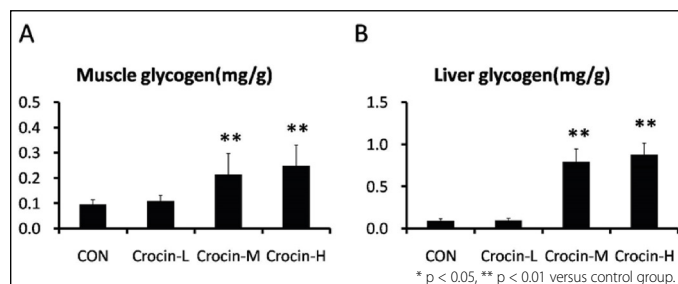 A
Muscle glycogen(mg/g)
0.5
0.4
0.3
0.2
0.1
0.0
** **
CON Crocin-L Crocin-M Crocin-H
B
Liver glycogen(mg/g)
1.5
1.0
0.5
0.0
** **
CON Crocin-L Crocin-M Crocin-H
* p < 0.05, ** p < 0.01 versus control group.